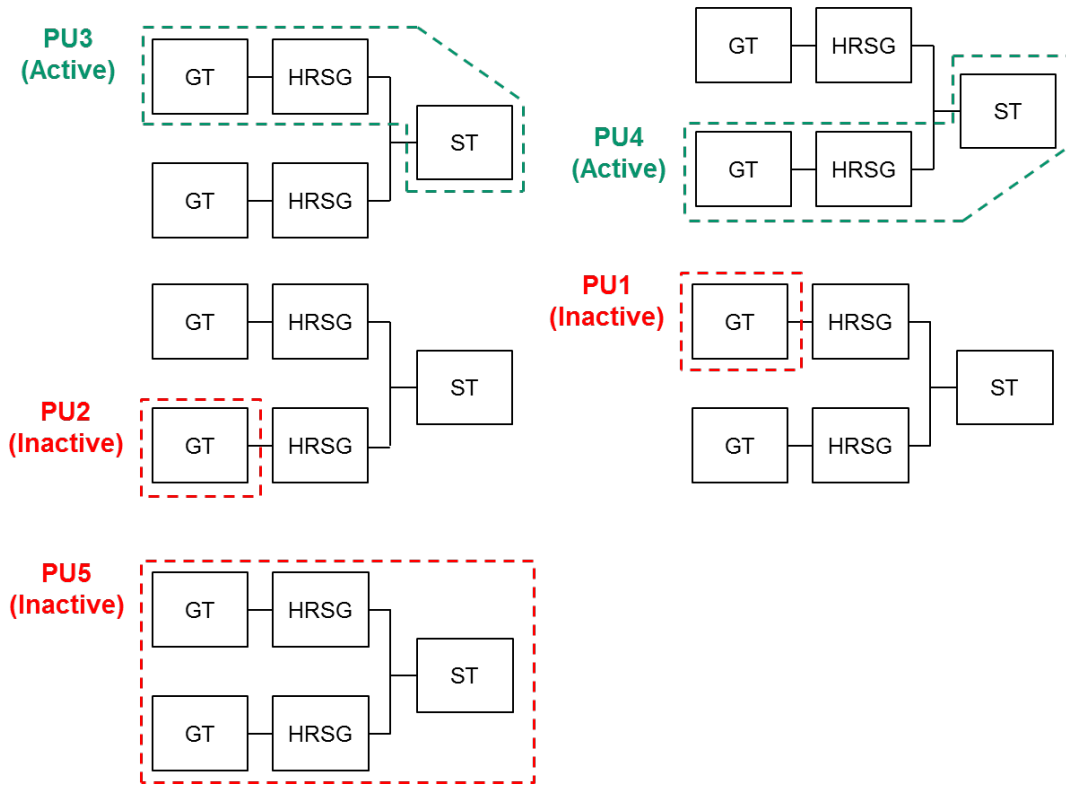 PU3
(Active)
GT
HRSG
ST
GT
HRSG
GT
HRSG
ST
PU4
(Active)
GT
HRSG
GT
HRSG
ST
PU2
(Inactive)
GT
HRSG
PU1
(Inactive)
GT
HRSG
ST
GT
HRSG
PU5
(Inactive)
GT
HRSG
ST
GT
HRSG